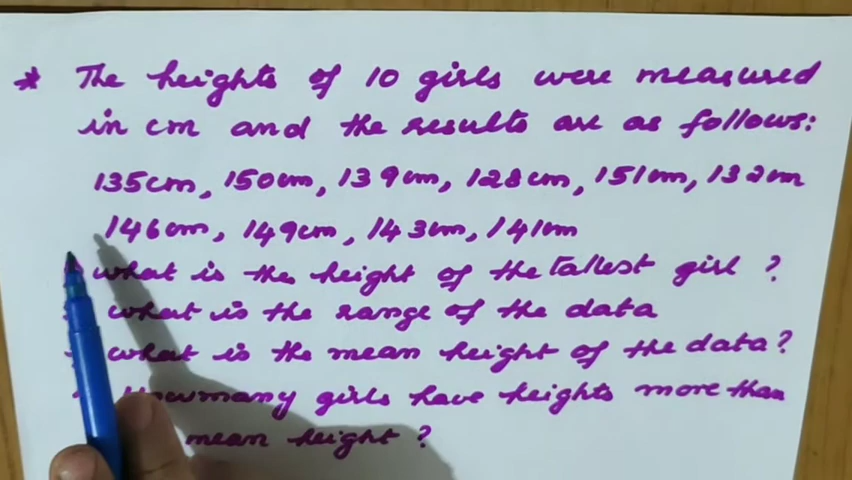 * The heights of 10 girls were measured
in cm and the results are as follows:
135cm, 150cm, 139cm, 128cm, 151cm, 132cm
146cm, 149cm, 143cm, 141cm
what is the height of the tallest girl ?
what is the range of the data
what is the mean height of the data?
Howmany girls have heights more than
mean height ?